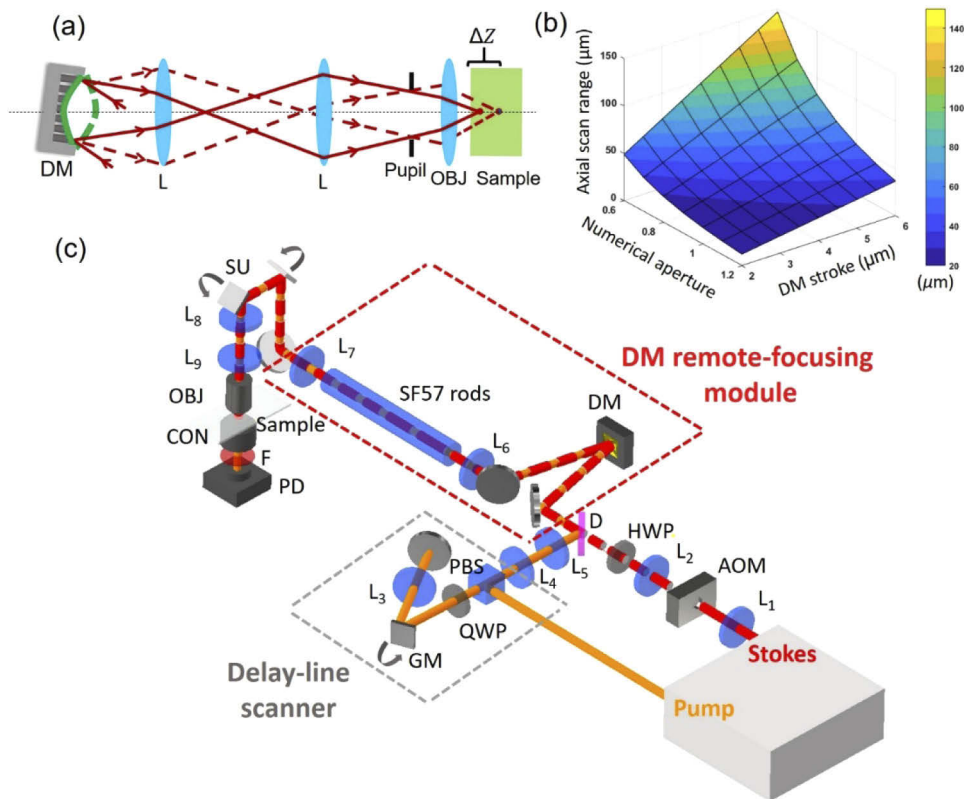 (a)
ΔZ
DM
L
L
Pupil
OBJ
Sample
(b)
Axial scan range (μm)
150
100
50
0
0.6
0.8
1
1.2
Numerical aperture
2
3
4
5
6
DM stroke (μm)
140
120
100
80
60
40
20
(μm)
(c)
SU
L8
L9
OBJ
CON
Sample
F
PD
L7
SF57 rods
L6
DM
DM remote-focusing
module
D
HWP
L2
AOM
L1
L5
L4
PBS
L3
QWP
GM
Delay-line
scanner
Stokes
Pump